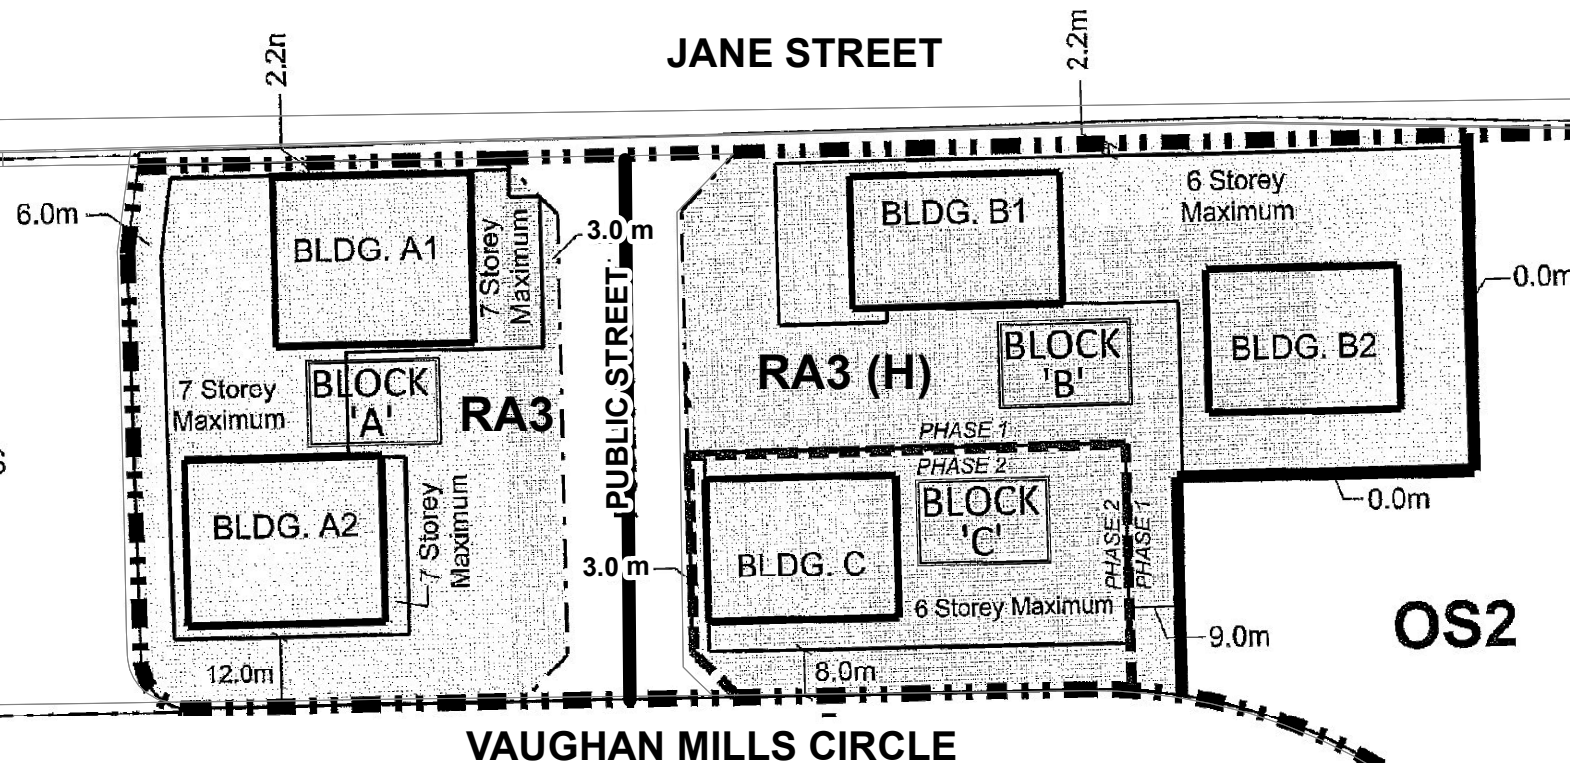 JANE STREET
2.2n
2.2m
6.0m
BLDG. A1
7 Storey
Maximum
3.0 m
PUBLIC STREET
BLDG. B1
6 Storey
Maximum
0.0m
BLDG. B2
7 Storey
Maximum
BLOCK
'A'
RA3
RA3 (H)
BLOCK
'B'
PHASE 1
PHASE 2
BLDG. A2
7 Storey
Maximum
3.0 m
BLDG. C
BLOCK
'C'
6 Storey Maximum
PHASE 2
PHASE 1
0.0m
9.0m
OS2
12.0m
8.0m
VAUGHAN MILLS CIRCLE